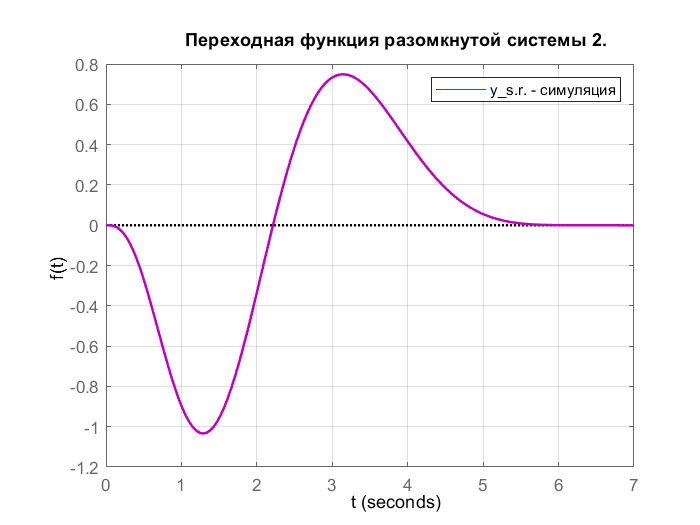 Переходная функция разомкнутой системы 2.
y_s.r. - симуляция
f(t)
0.8
0.6
0.4
0.2
0
-0.2
-0.4
-0.6
-0.8
-1
-1.2
0 1 2 3 4 5 6 7
t (seconds)